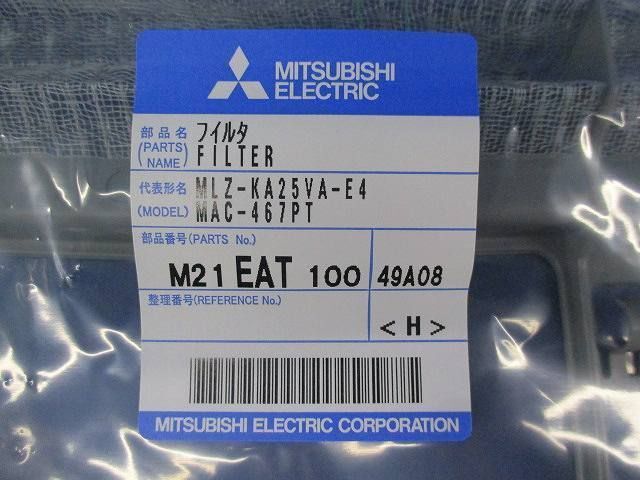 MITSUBISHI
ELECTRIC
部品名 フイルタ
(PARTS NAME) FILTER
代表形名 MLZ-KA25VA-E4
(MODEL) MAC-467PT
部品番号(PARTS No.)
M21 EAT 100 49A08
整理番号(REFERENCE No.)
<H>
MITSUBISHI ELECTRIC CORPORATION